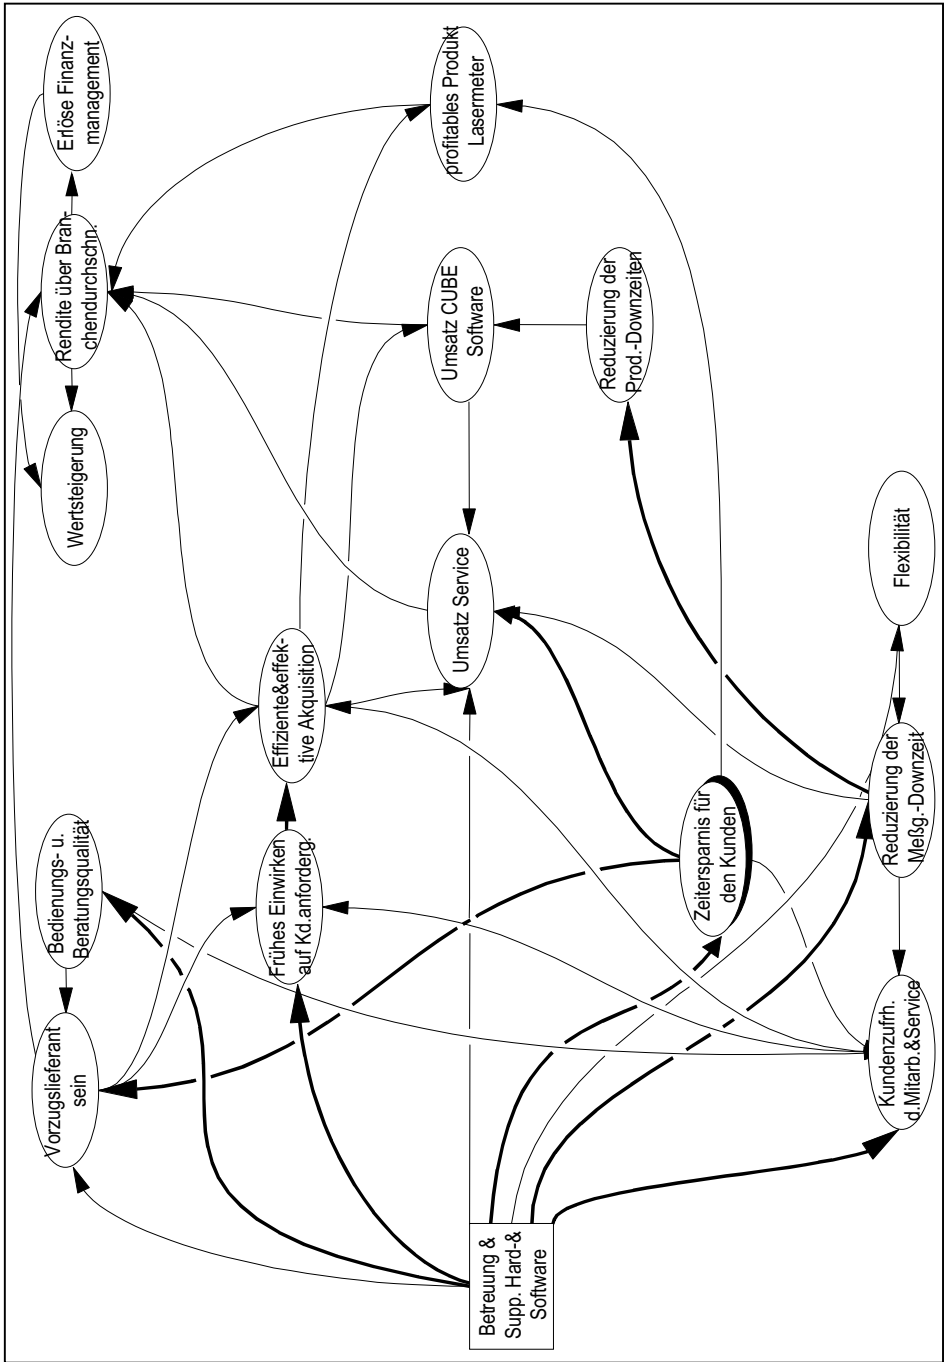 Vorzugslieferant
sein
Bedienungs- u.
Beratungsqualität
Wertsteigerung
Rendite über Bran-
chendurchschn.
Erlöse Finanz-
management
Frühes Einwirken
auf Kd.anforderg.
Effiziente&effek-
tive Akquisition
Betreuung &
Supp. Hard-&
Software
Umsatz Service
Umsatz CUBE
Software
profitables Produkt
Lasermeter
Zeitersparnis für
den Kunden
Reduzierung der
Prod.-Downzeiten
Kundenzufrh.
d.Mitarb.&Service
Reduzierung der
Meßg.-Downzeit
Flexibilität